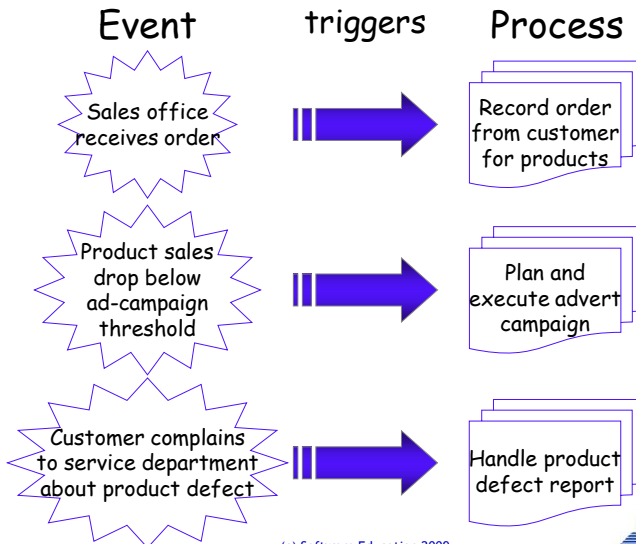 Event triggers Process
Sales office
receives order
Record order
from customer
for products
Product sales
drop below
ad-campaign
threshold
Plan and
execute advert
campaign
Customer complains
to service department
about product defect
Handle product
defect report